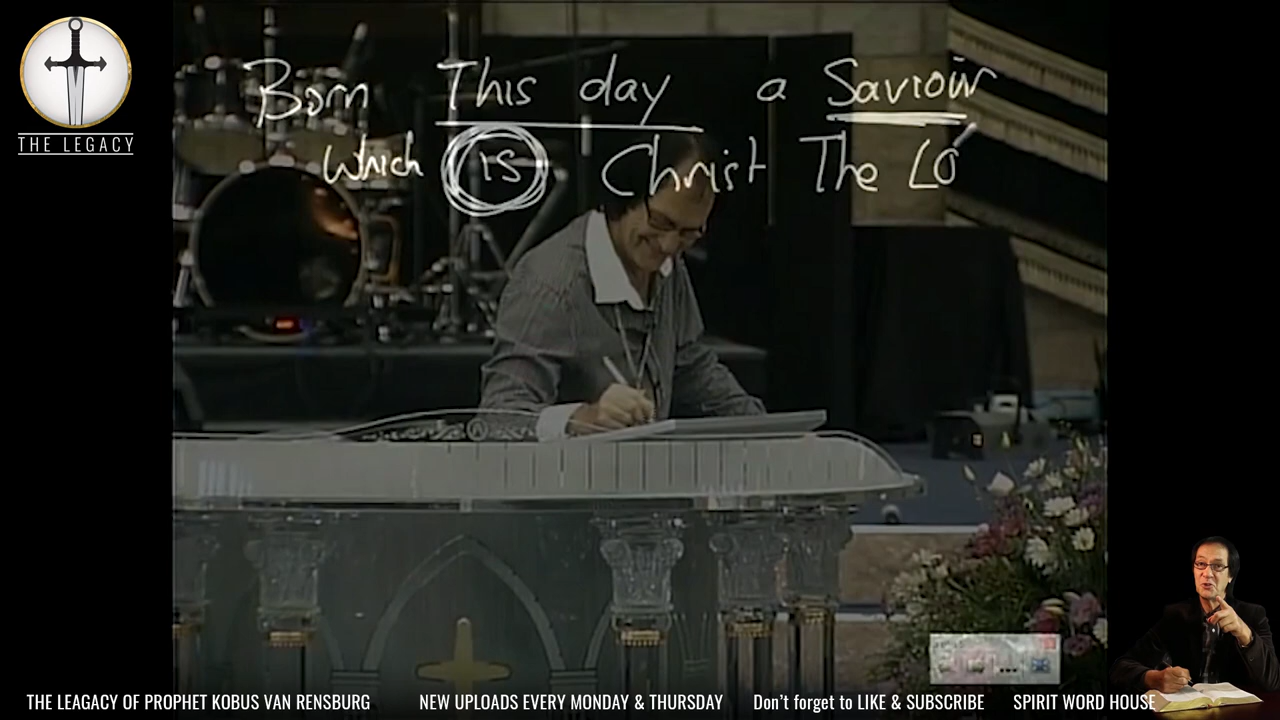 THE LEGACY
Born This day a Saviour
Which IS Christ The LO
THE LEAGACY OF PROPHET KOBUS VAN RENSBURG NEW UPLOADS EVERY MONDAY & THURSDAY Don't forget to LIKE & SUBSCRIBE SPIRIT WORD HOUSE